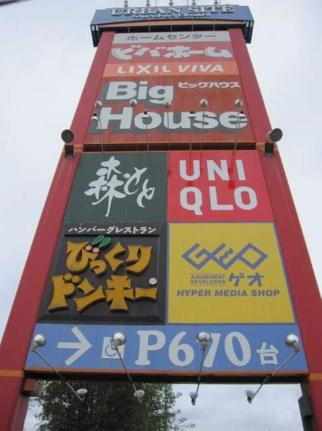 URBAN SITE
ホームセンター
ビバホーム
LIXIL VIVA
Big ビッグハウス
House
UNI
QLO
ハンバーグレストラン
びっくり
ドンキー
GEO
AMUSEMENT
DEVELOPER ゲオ
HYPER MEDIA SHOP
→ P670台